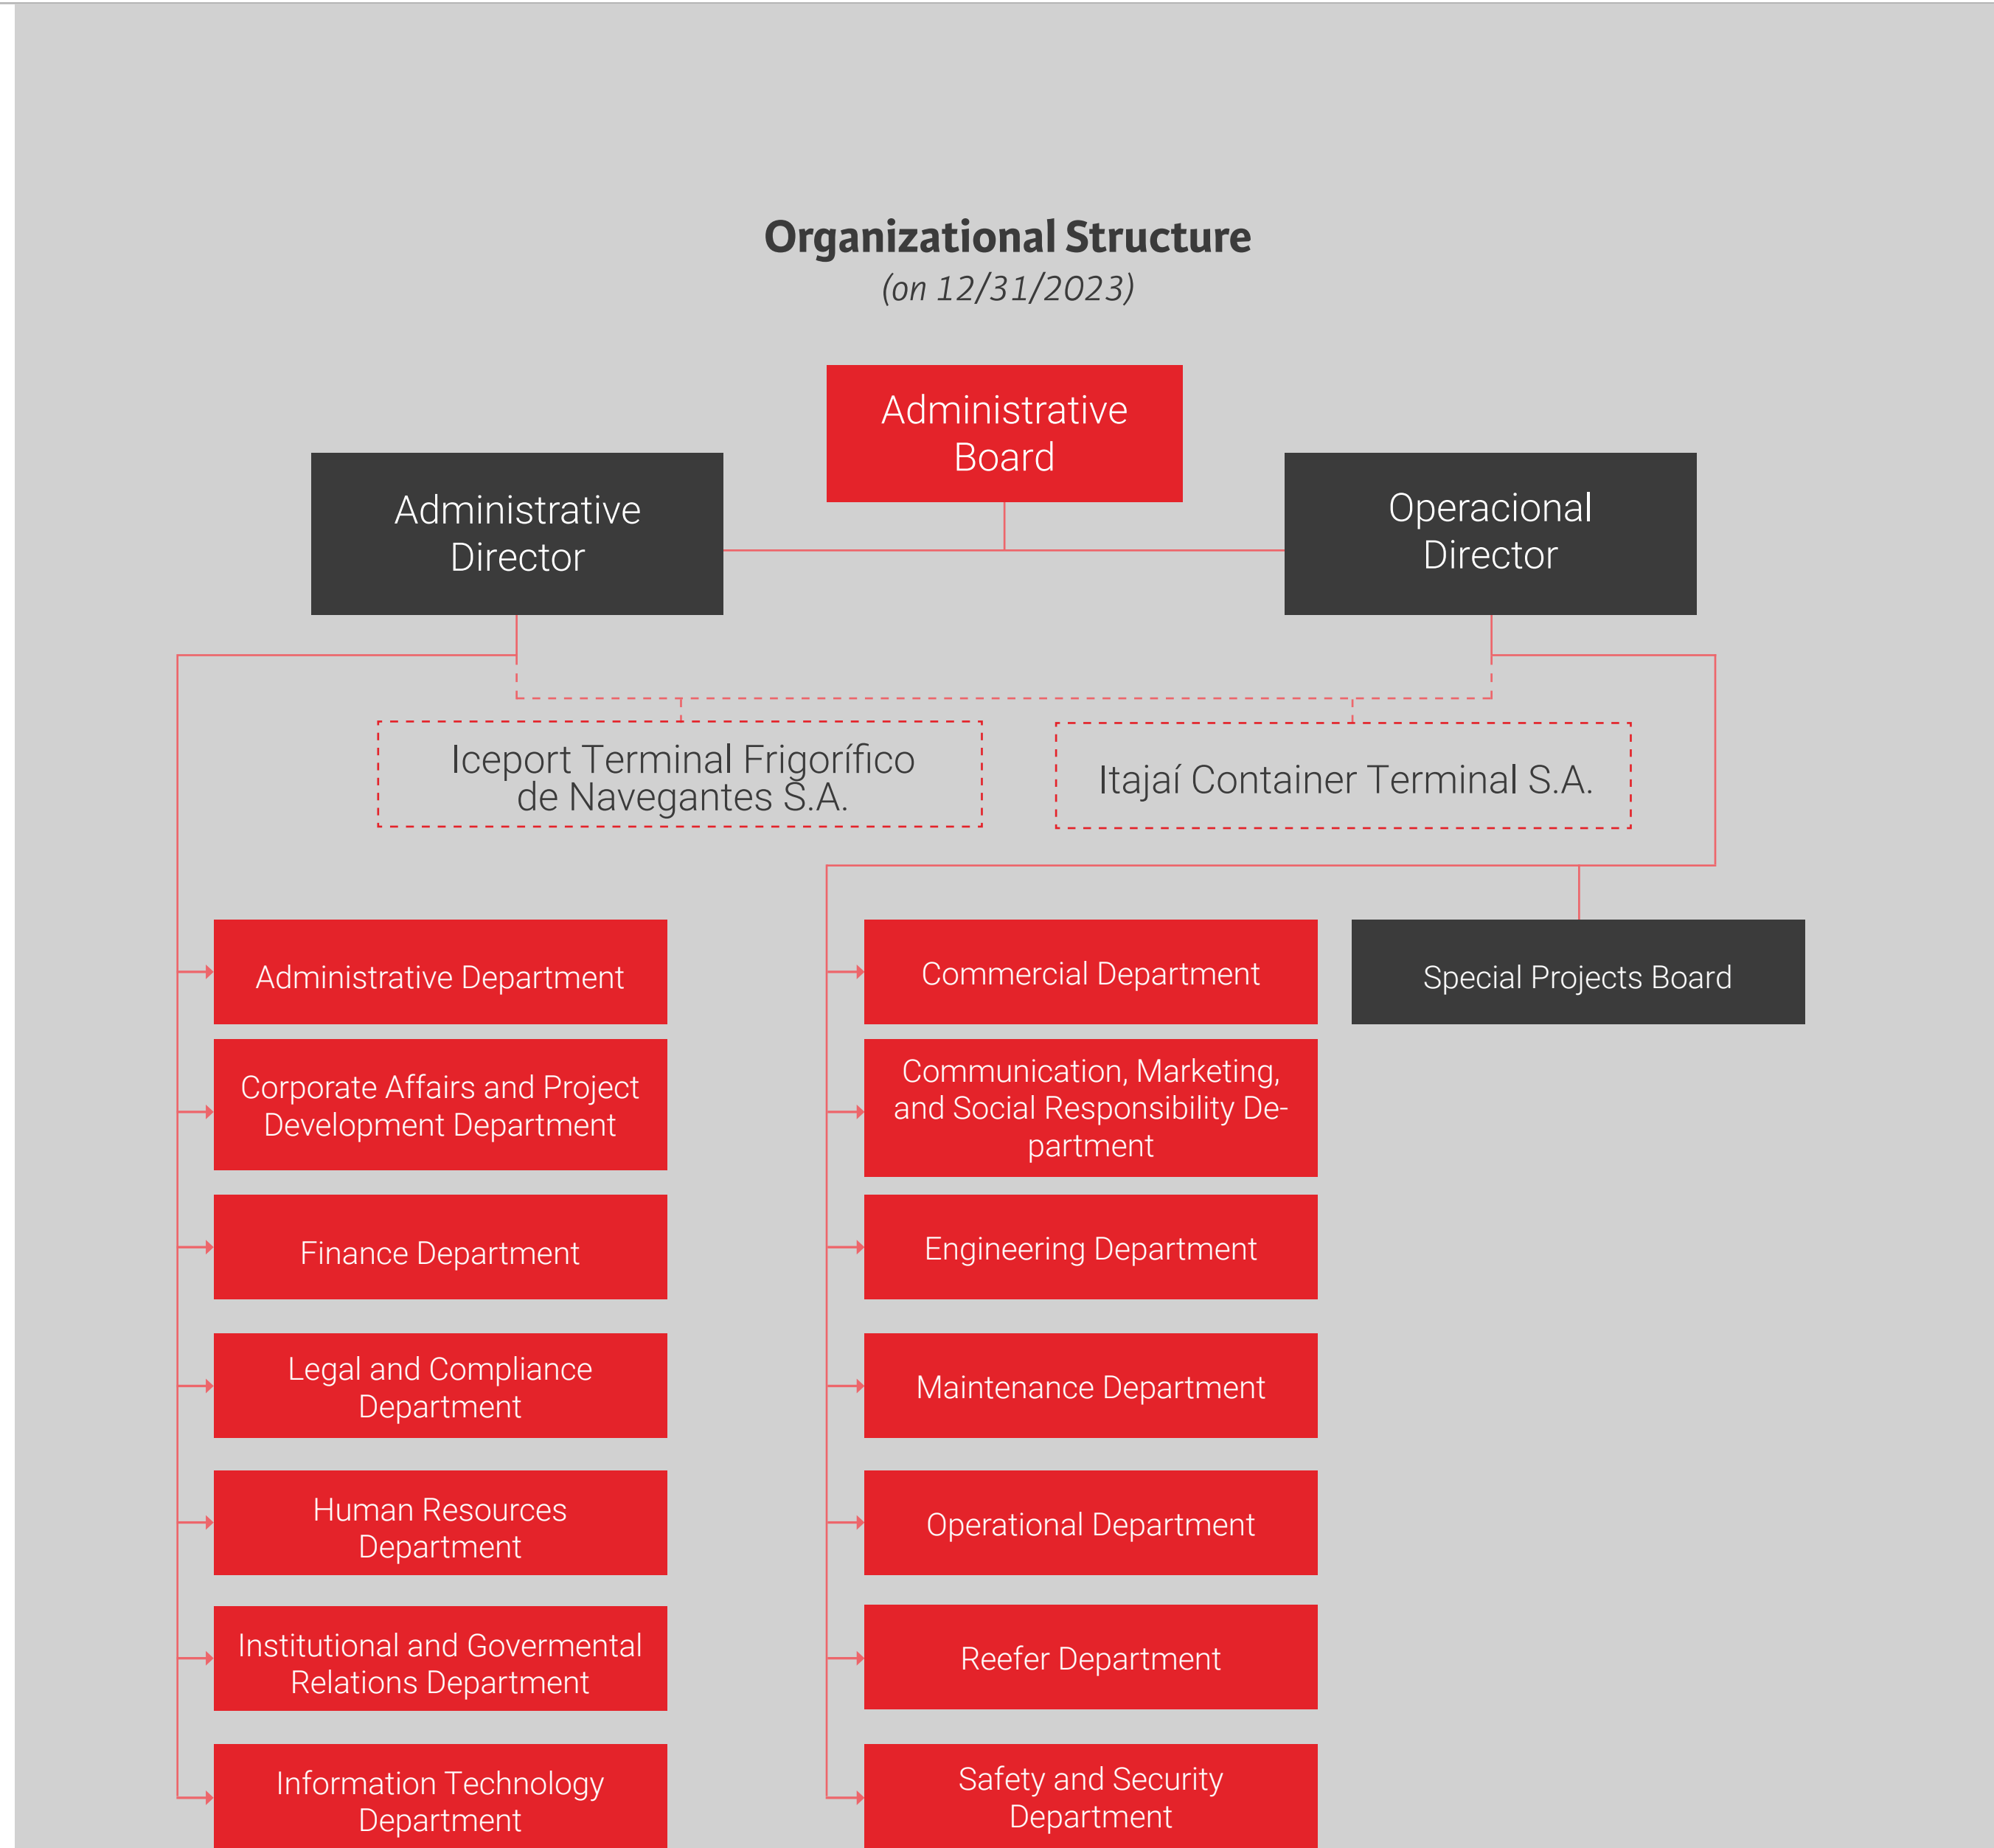 Organizational Structure
(on 12/31/2023)
Administrative
Board
Administrative
Director
Operacional
Director
Iceport Terminal Frigorífico
de Navegantes S.A.
Itajaí Container Terminal S.A.
Administrative Department
Corporate Affairs and Project
Development Department
Finance Department
Legal and Compliance
Department
Human Resources
Department
Institutional and Govermental
Relations Department
Information Technology
Department
Commercial Department
Communication, Marketing,
and Social Responsibility De-
partment
Engineering Department
Maintenance Department
Operational Department
Reefer Department
Safety and Security
Department
Special Projects Board